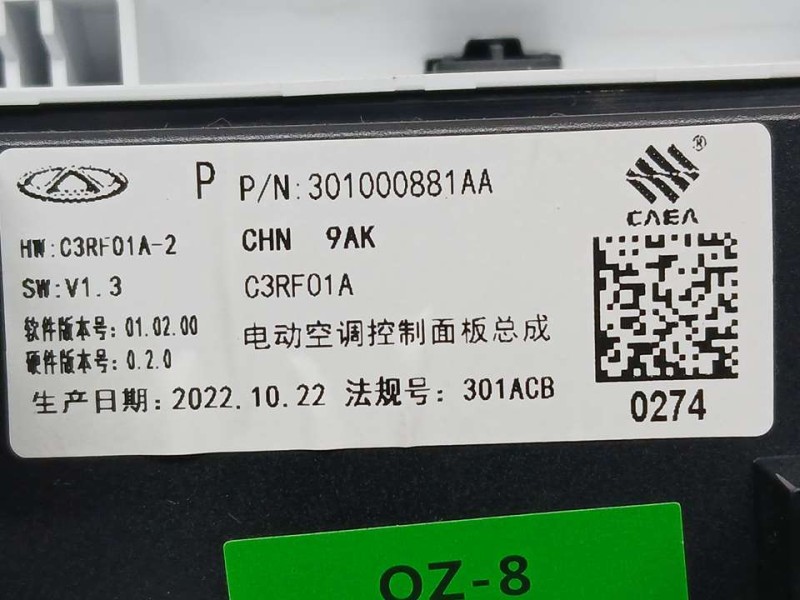 P P/N:301000881AA
®
CAEA
HW:C3RF01A-2 CHN 9AK
SW:V1.3 C3RF01A
软件版本号:01.02.00
电动空调控制面板总成
硬件版本号:0.2.0
生产日期:2022.10.22 法规号:301ACB
0274
QZ-8